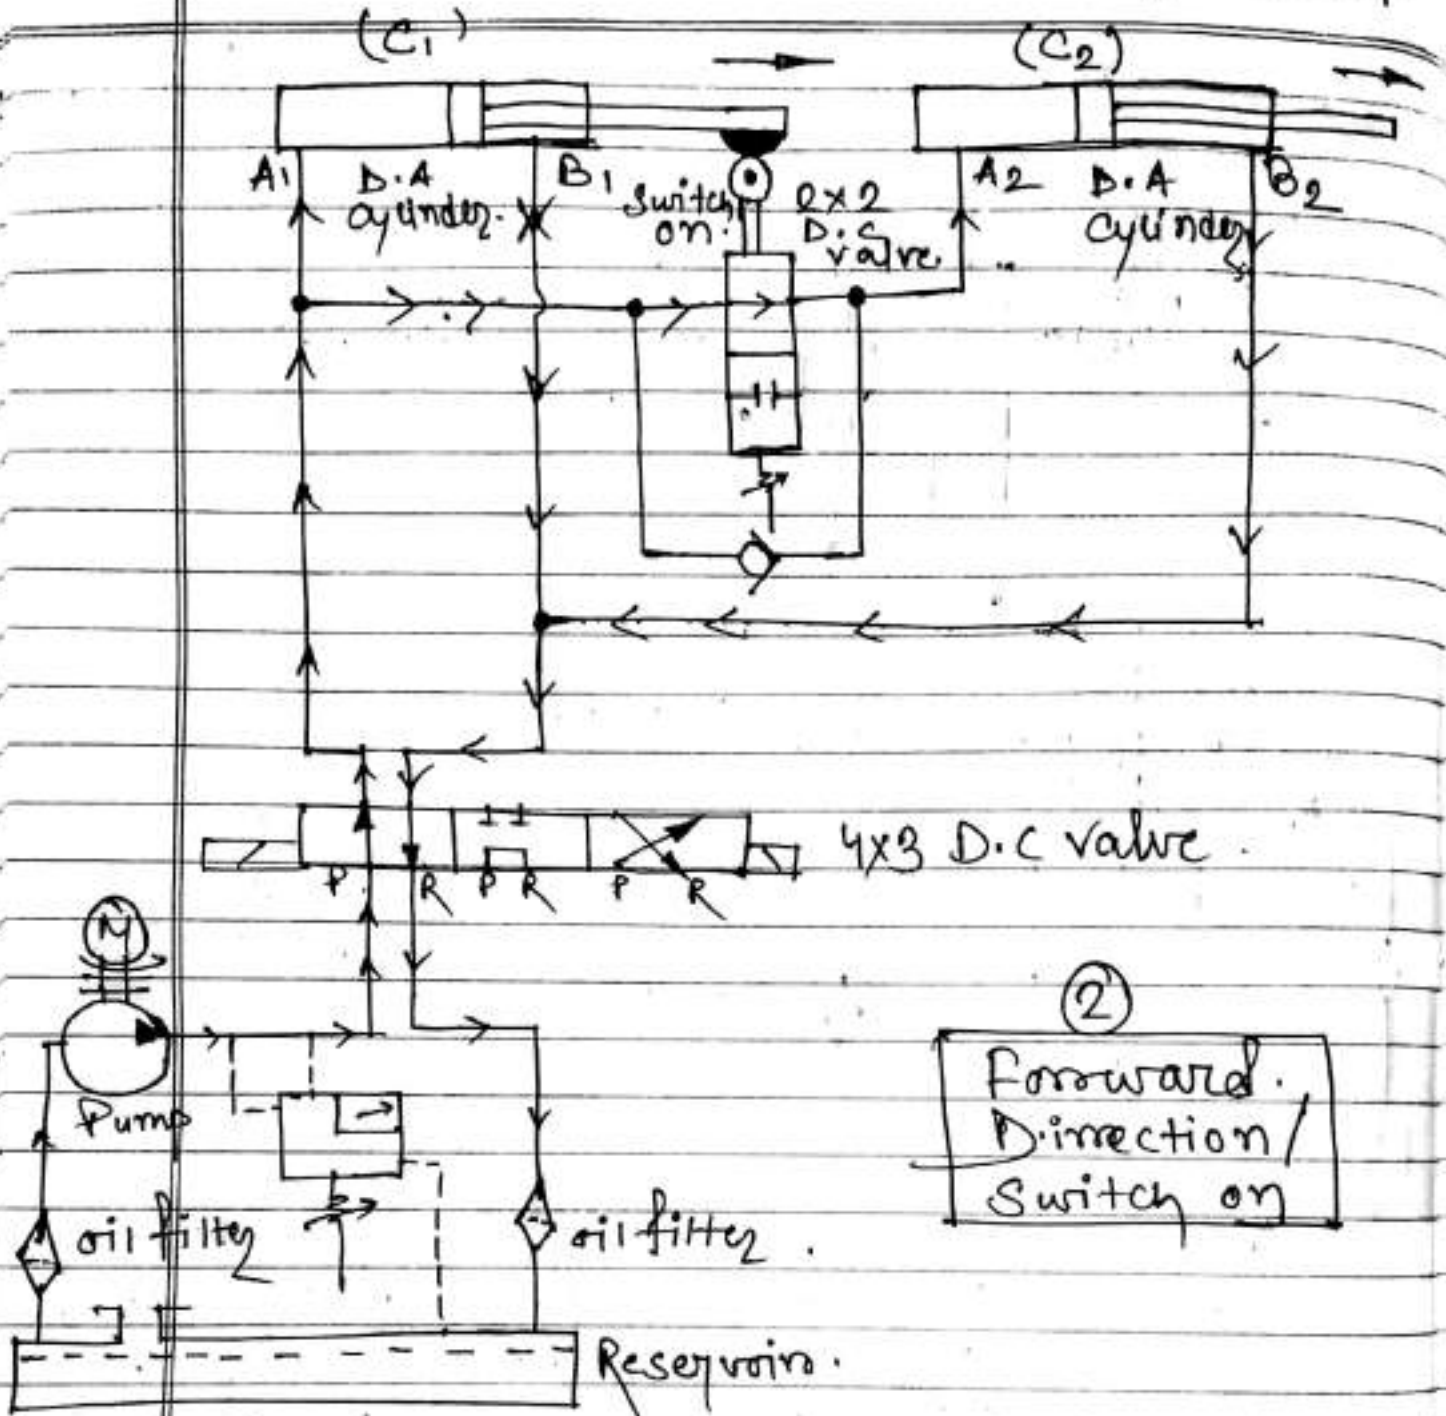 (C1)
(C2)
A1
D.A
cylinder.
B1
Switch
on.
2x2
D.C
valve.
A2
D.A
cylinder
B2
4x3 D.C valve.
P R P R P R
M
Pump
oil filter
oil filter.
Reservoir.
2
Forward.
Direction/
Switch on